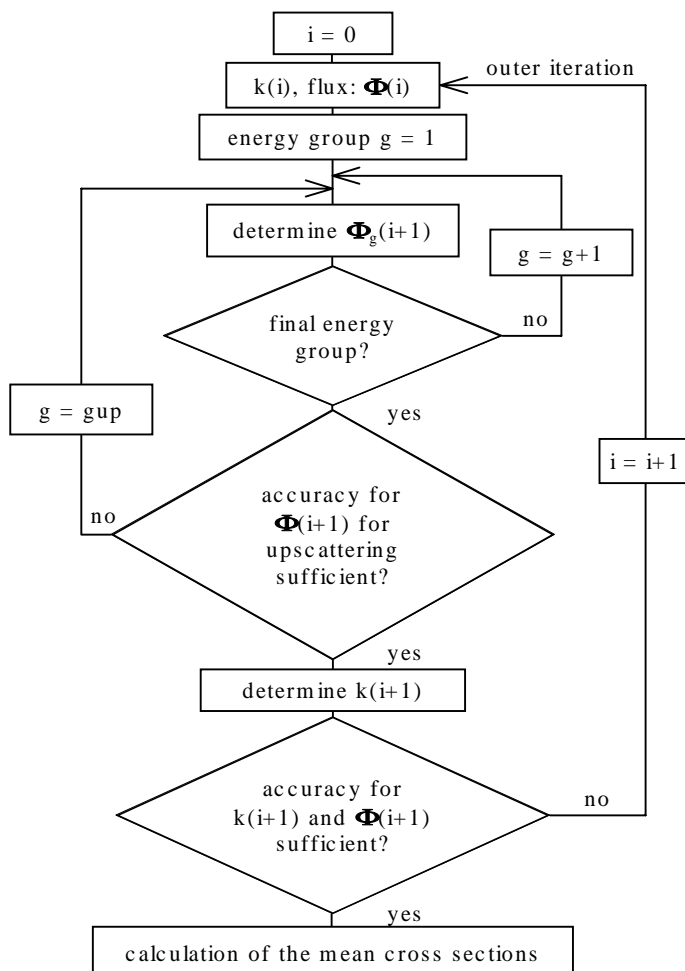 i = 0
outer iteration
k(i), flux: Φ(i)
energy group g = 1
determine Φg(i+1)
g = g+1
final energy
group?
no
g = gup
yes
i = i+1
accuracy for
Φ(i+1) for
upscattering
sufficient?
no
yes
determine k(i+1)
accuracy for
k(i+1) and Φ(i+1)
sufficient?
no
yes
calculation of the mean cross sections